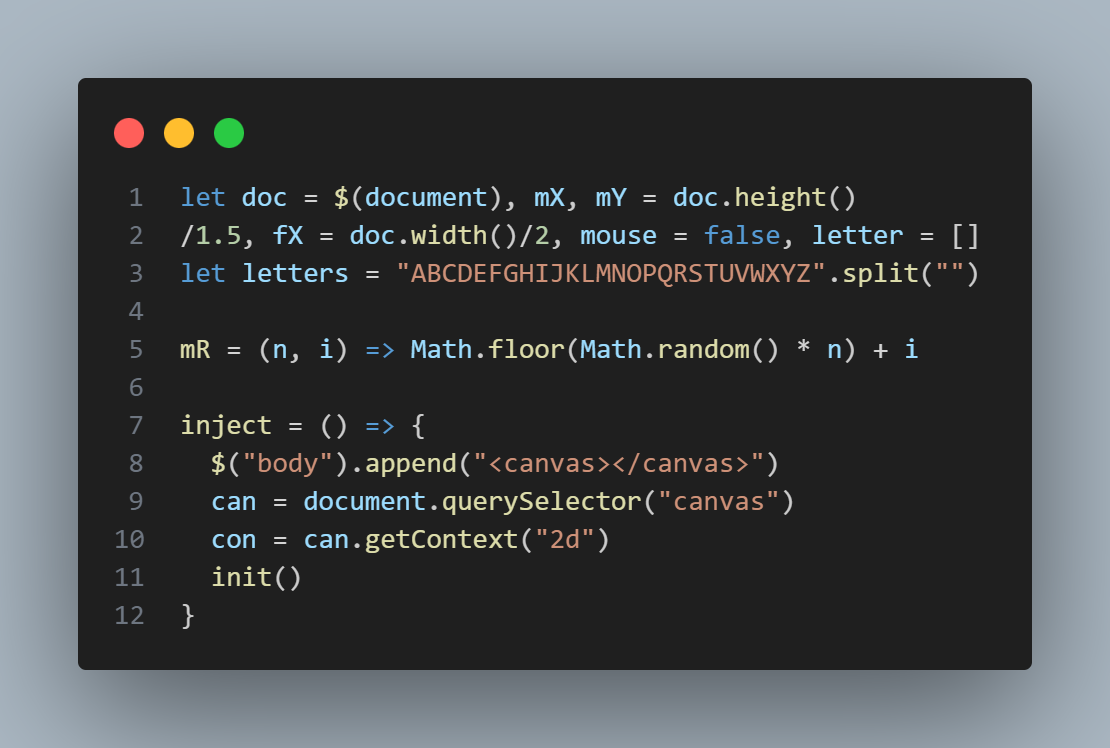 1 let doc = $(document), mX, mY = doc.height()
2 /1.5, fX = doc.width()/2, mouse = false, letter = []
3 let letters = "ABCDEFGHIJKLMNOPQRSTUVWXYZ".split("")
4
5 mR = (n, i) => Math.floor(Math.random() * n) + i
6
7 inject = () => {
8   $("body").append("<canvas></canvas>")
9   can = document.querySelector("canvas")
10   con = can.getContext("2d")
11   init()
12 }